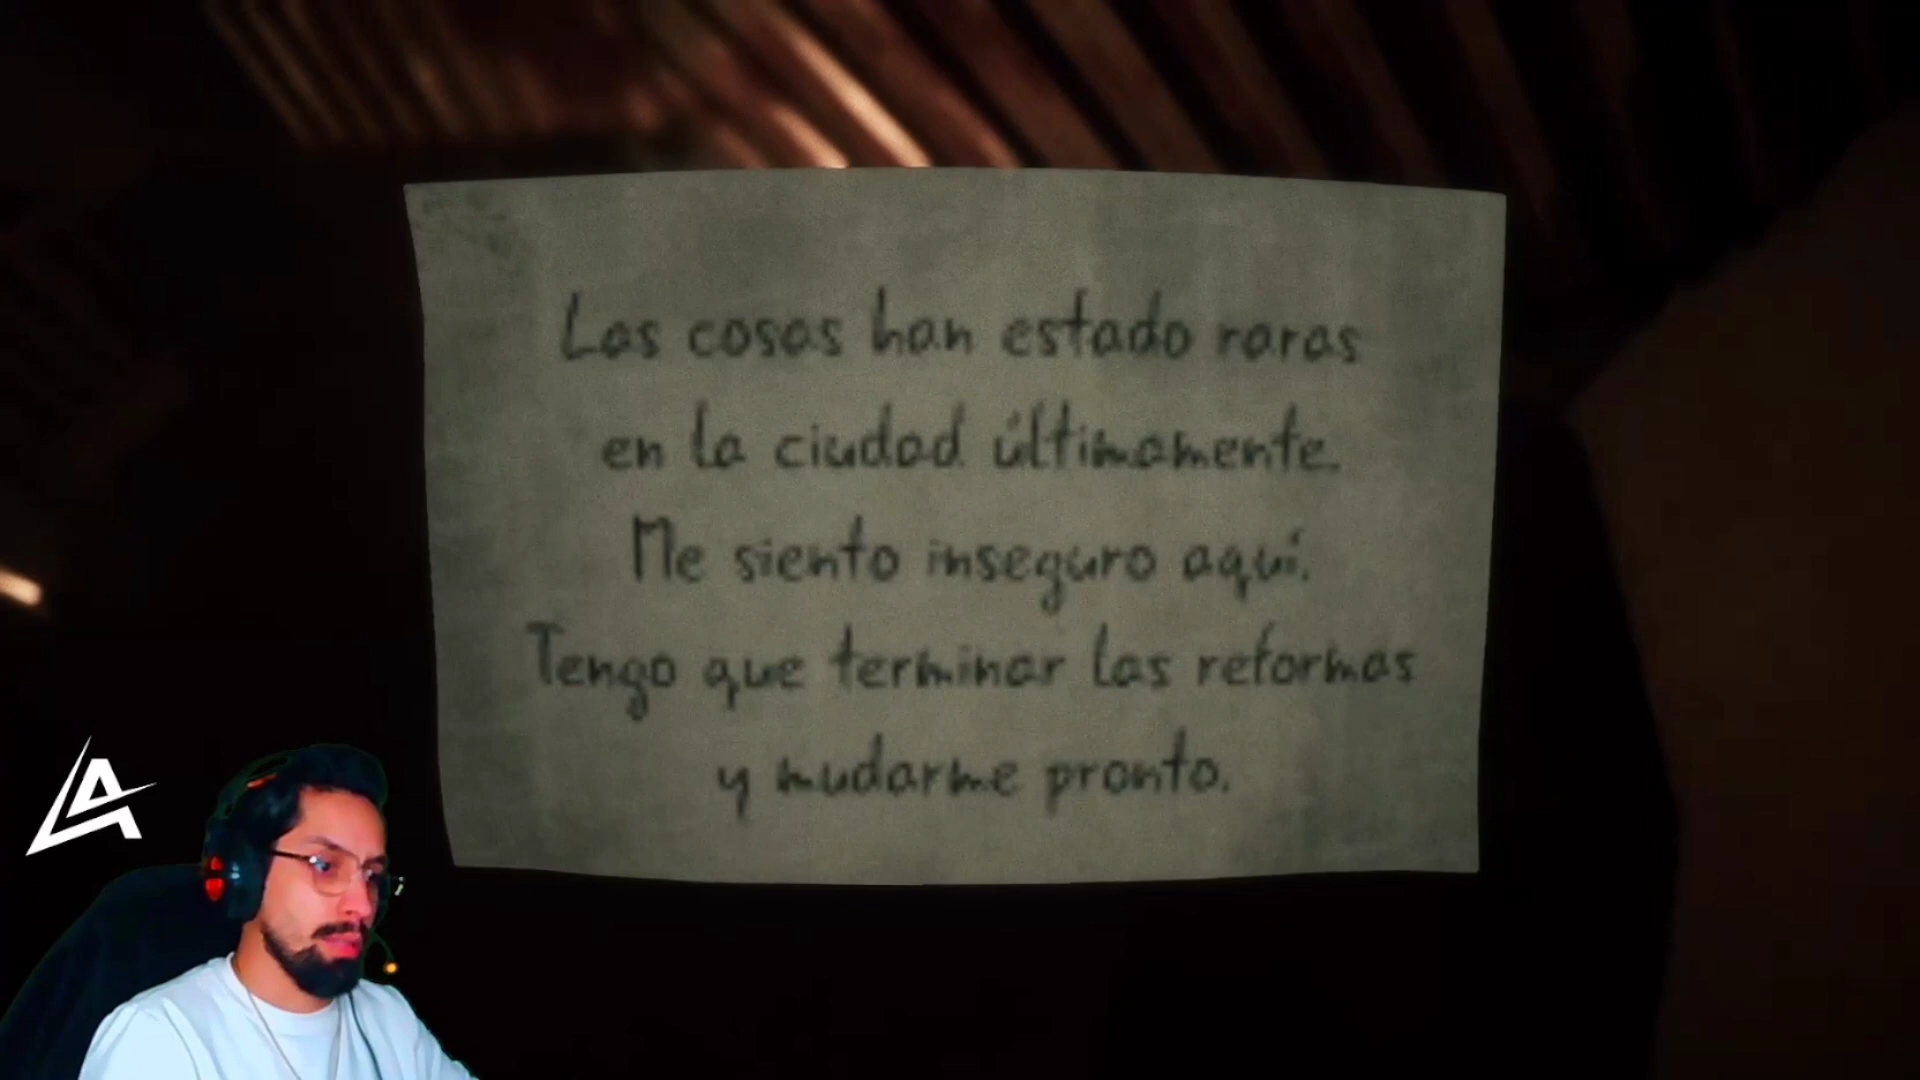 Las cosas han estado raras
en la ciudad últimamente.
Me siento inseguro aquí.
Tengo que terminar las reformas
y mudarme pronto.